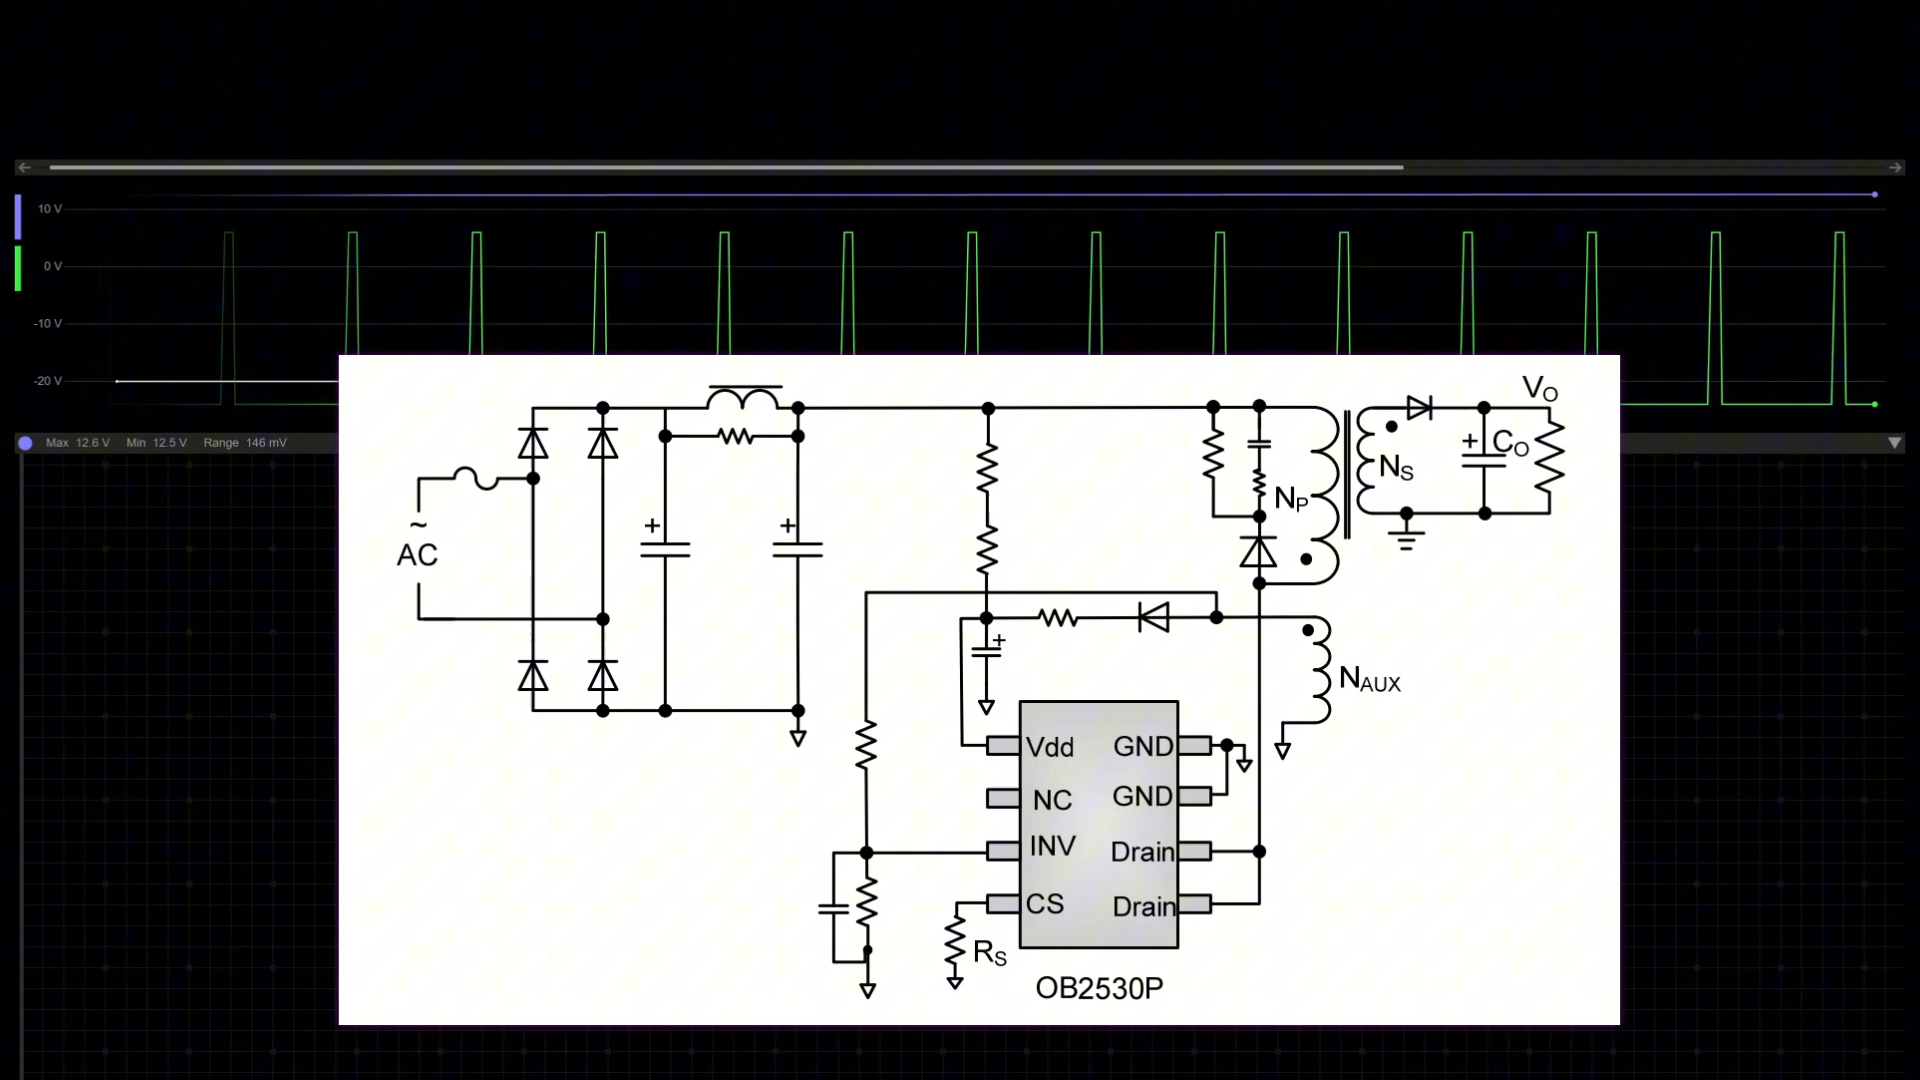 10 V
0 V
-10 V
-20 V
Max 12.6 V Min 12.5 V Range 146 mV
~
AC
+
+
+
NP
NS
VO
+ CO
NAUX
Vdd GND
NC GND
INV Drain
CS Drain
RS
OB2530P